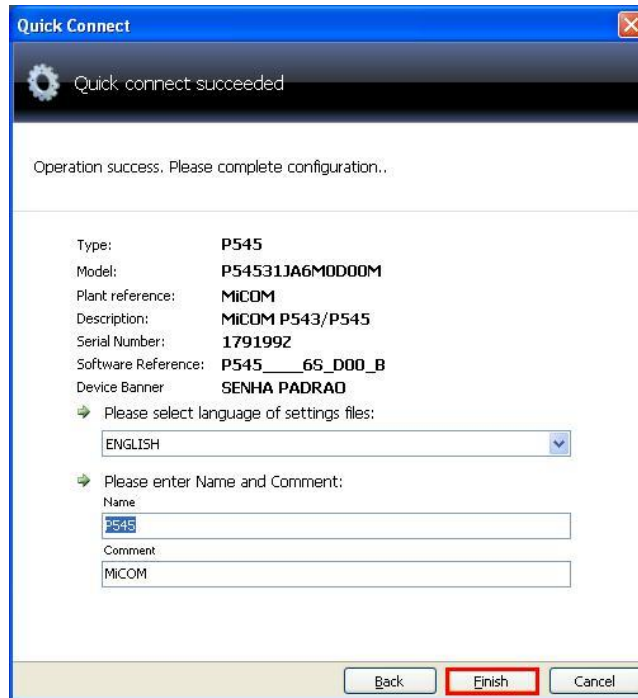 Quick Connect
Quick connect succeeded
Operation success. Please complete configuration..
Type: P545
Model: P54531JA6M0D00M
Plant reference: MiCOM
Description: MiCOM P543/P545
Serial Number: 179199Z
Software Reference: P545____6S_D00_B
Device Banner SENHA PADRAO
Please select language of settings files:
ENGLISH
Please enter Name and Comment:
Name
P545
Comment
MiCOM
Back Finish Cancel